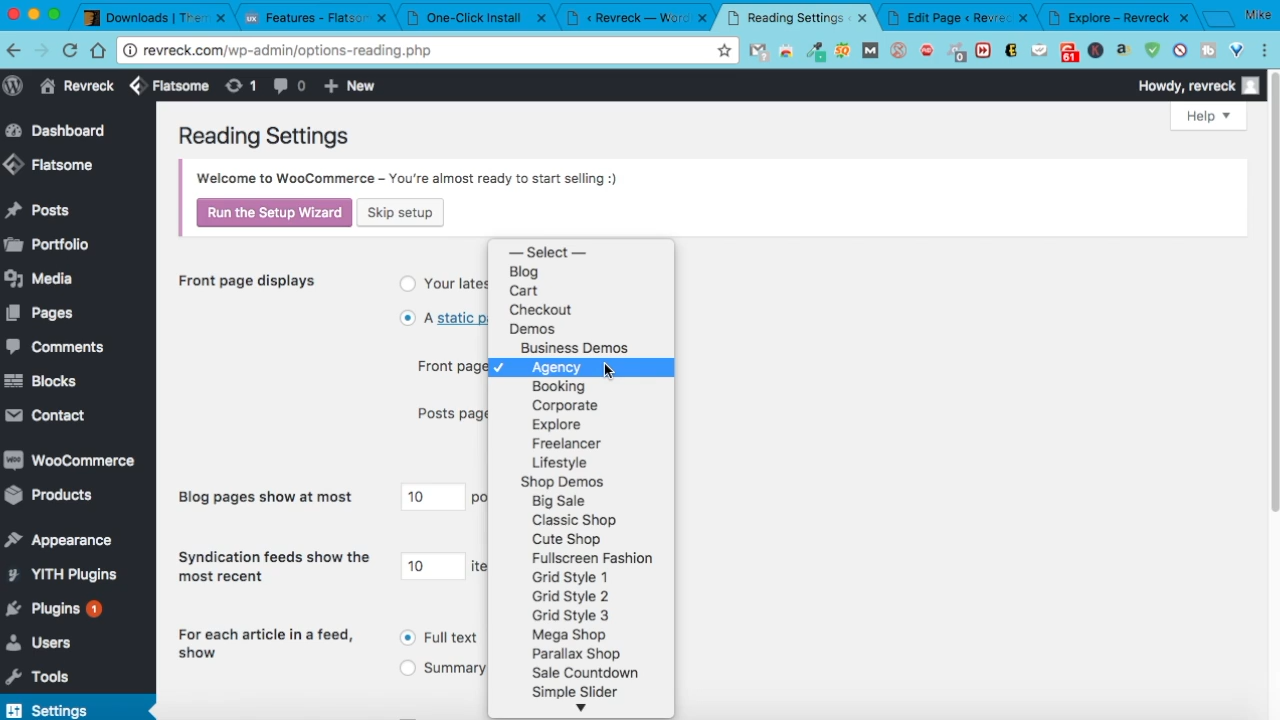 Downloads | Them
Features - Flatsom
One-Click Install
‹ Revreck — Word
Reading Settings ‹
Edit Page ‹ Revrec
Explore – Revreck
Mike
revreck.com/wp-admin/options-reading.php
Revreck
Flatsome
1
0
New
Howdy, revreck
Help
Dashboard
Flatsome
Posts
Portfolio
Media
Pages
Comments
Blocks
Contact
WooCommerce
Products
Appearance
YITH Plugins
Plugins 1
Users
Tools
Settings
Reading Settings
Welcome to WooCommerce – You're almost ready to start selling :)
Run the Setup Wizard
Skip setup
Front page displays
Your lates
A static pa
Front page
Posts page
— Select —
Blog
Cart
Checkout
Demos
Business Demos
✓ Agency
Booking
Corporate
Explore
Freelancer
Lifestyle
Shop Demos
Big Sale
Classic Shop
Cute Shop
Fullscreen Fashion
Grid Style 1
Grid Style 2
Grid Style 3
Mega Shop
Parallax Shop
Sale Countdown
Simple Slider
Blog pages show at most
10 po
Syndication feeds show the
most recent
10 ite
For each article in a feed,
show
Full text
Summary